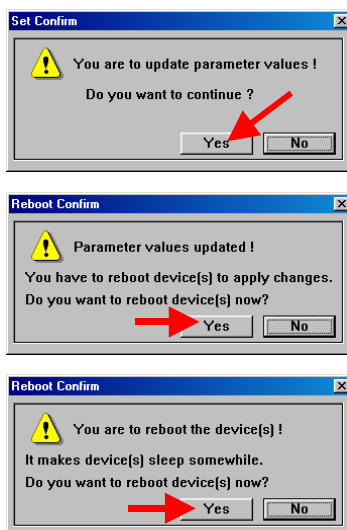 Set Confirm
You are to update parameter values !
Do you want to continue ?
Yes No
Reboot Confirm
Parameter values updated !
You have to reboot device(s) to apply changes.
Do you want to reboot device(s) now?
Yes No
Reboot Confirm
You are to reboot the device(s) !
It makes device(s) sleep somewhile.
Do you want to reboot device(s) now?
Yes No